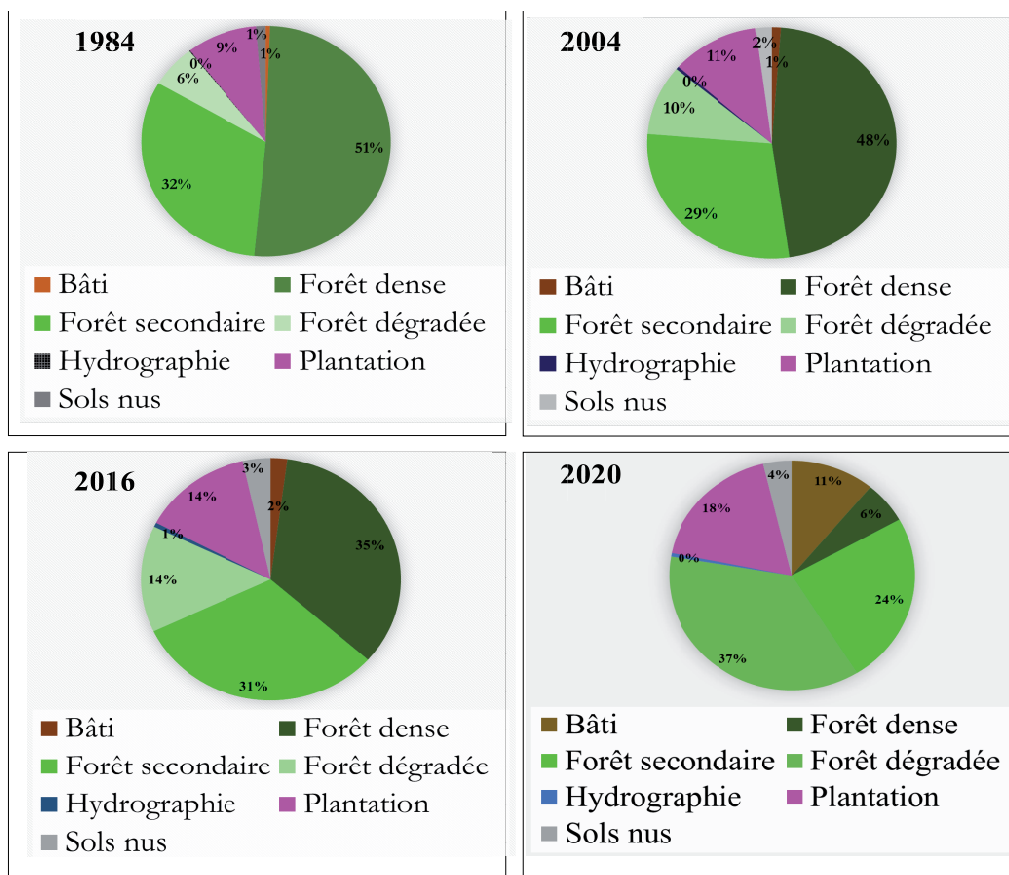 1984
1%
9%
1%
0%
6%
51%
32%
Bâti
Forêt dense
Forêt secondaire
Forêt dégradée
Hydrographie
Plantation
Sols nus
2004
2%
11%
1%
0%
10%
48%
29%
Bâti
Forêt dense
Forêt secondaire
Forêt dégradée
Hydrographie
Plantation
Sols nus
2016
3%
14%
2%
1%
35%
14%
31%
Bâti
Forêt dense
Forêt secondaire
Forêt dégradée
Hydrographie
Plantation
Sols nus
2020
4%
11%
18%
6%
0%
24%
37%
Bâti
Forêt dense
Forêt secondaire
Forêt dégradée
Hydrographie
Plantation
Sols nus